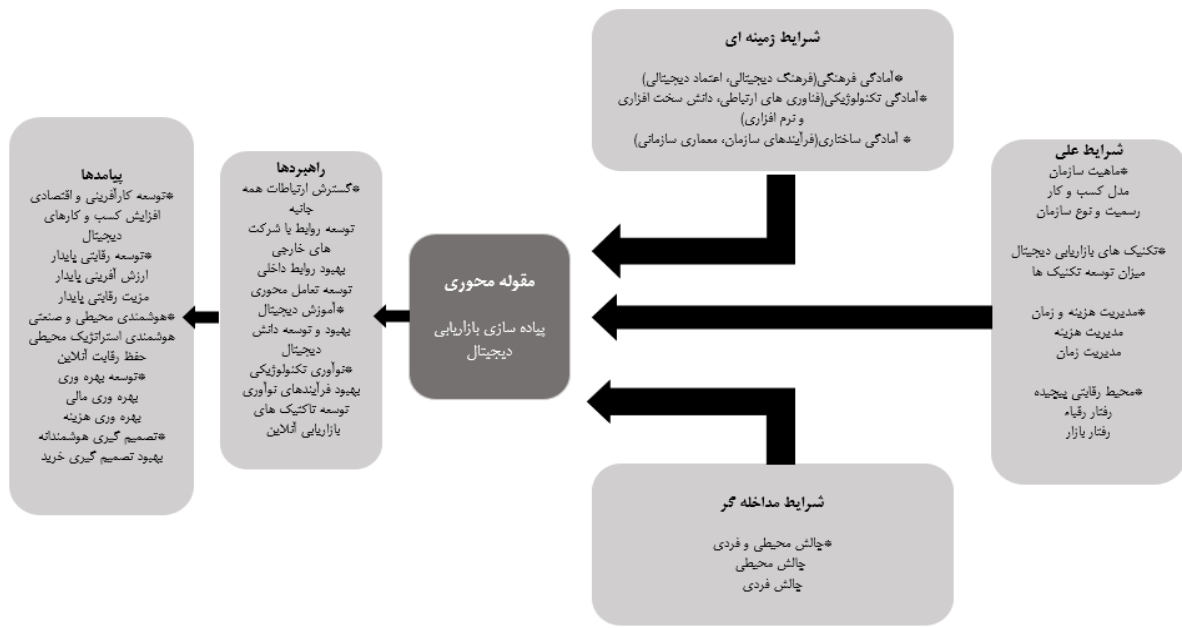 شرایط زمینه ای
*آمادگی فرهنگی(فرهنگ دیجیتالی، اعتماد دیجیتالی)
*آمادگی تکنولوژیکی(فناوری های ارتباطی، دانش سخت افزاری
و نرم افزاری)
* آمادگی ساختاری(فرآیندهای سازمان، معماری سازمانی)
شرایط علی
*ماهیت سازمان
مدل کسب و کار
رسمیت و نوع سازمان
*تکنیک های بازاریابی دیجیتال
میزان توسعه تکنیک ها
*مدیریت هزینه و زمان
مدیریت هزینه
مدیریت زمان
*محیط رقابتی پیچیده
رفتار رقباء
رفتار بازار
مقوله محوری
پیاده سازی بازاریابی
دیجیتال
راهبردها
*گسترش ارتباطات همه
جانبه
توسعه روابط با شرکت
های خارجی
بهبود روابط داخلی
توسعه تعامل محوری
*آموزش دیجیتال
بهبود و توسعه دانش
دیجیتال
*نوآوری تکنولوژیکی
بهبود فرآیندهای نوآوری
توسعه تاکتیک های
بازاریابی آنلاین
پیامدها
*توسعه کارآفرینی و اقتصادی
افزایش کسب و کارهای
دیجیتال
*توسعه رقابتی پایدار
ارزش آفرینی پایدار
مزیت رقابتی پایدار
*هوشمندی محیطی و صنعتی
هوشمندی استراتژیک محیطی
حفظ رقابت آنلاین
*توسعه بهره وری
بهره وری مالی
بهره وری هزینه
*تصمیم گیری هوشمندانه
بهبود تصمیم گیری خرید
شرایط مداخله گر
*چالش محیطی و فردی
چالش محیطی
چالش فردی